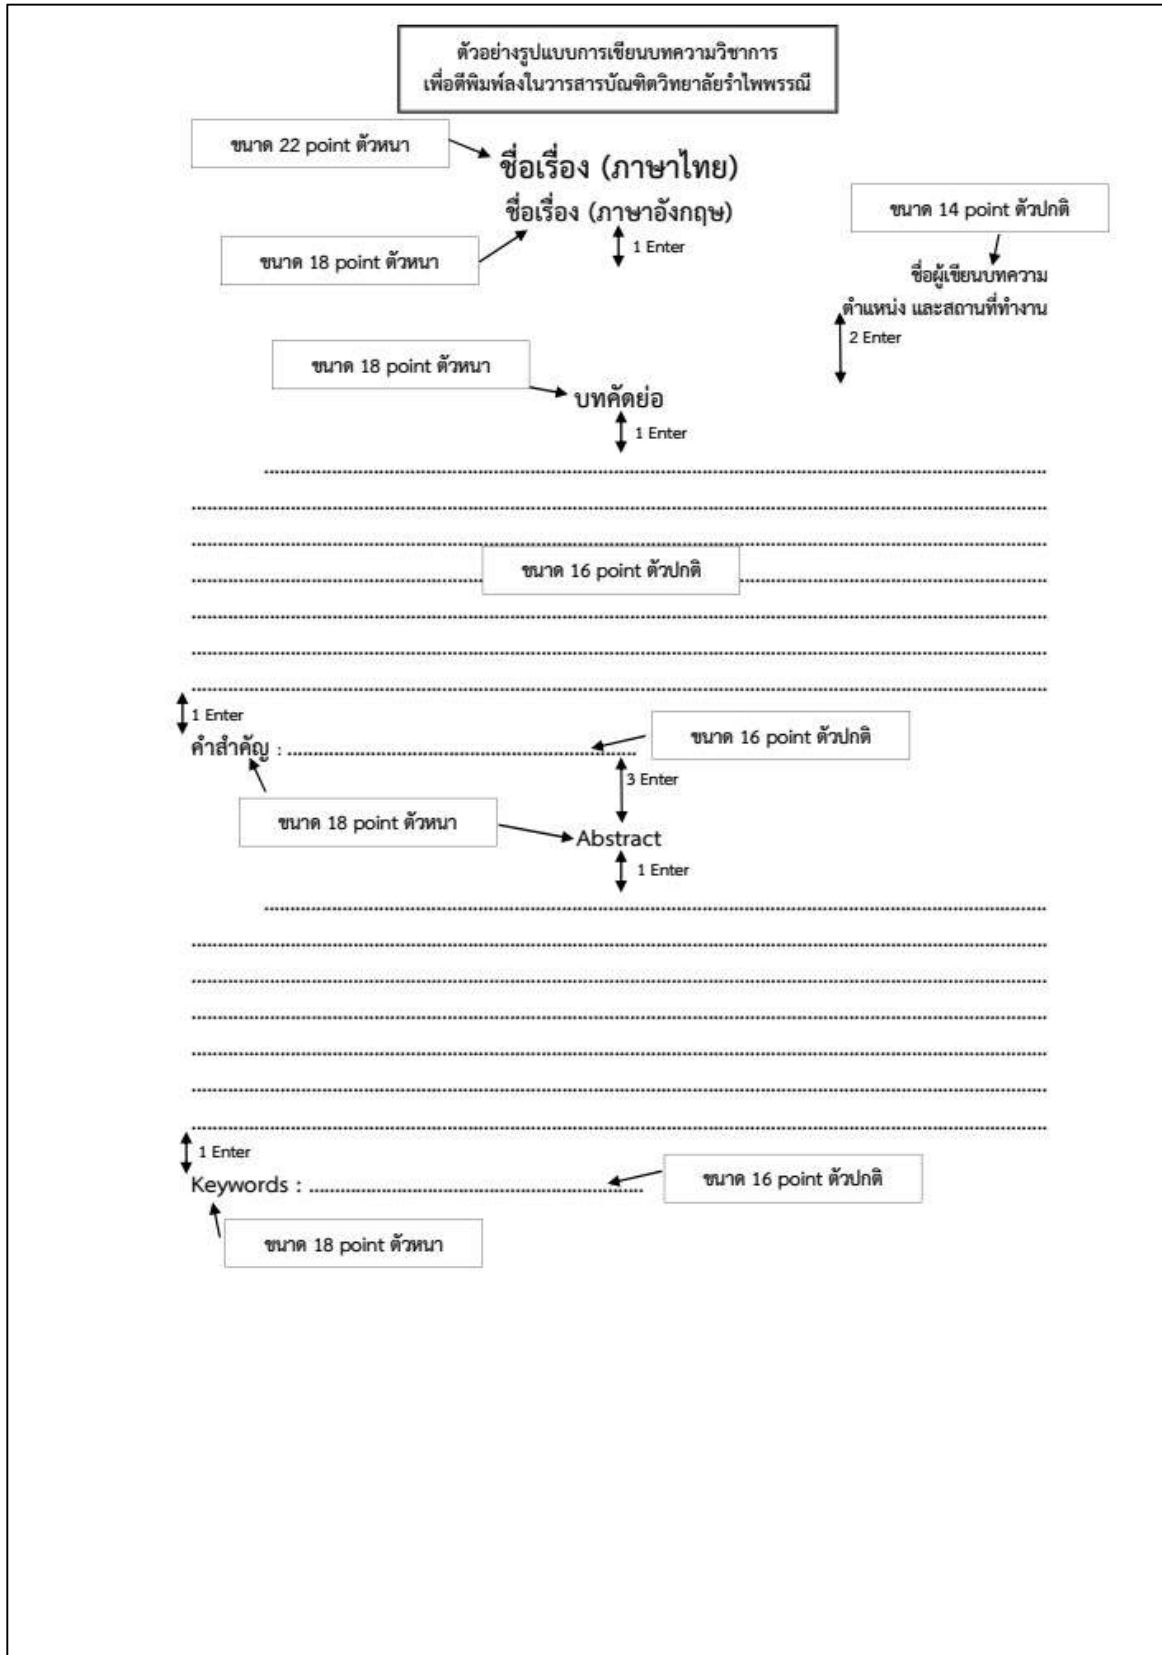 ตัวอย่างรูปแบบการเขียนบทความวิชาการ
เพื่อตีพิมพ์ลงในวารสารบัณฑิตวิทยาลัยรำไพพรรณี
ขนาด 22 point ตัวหนา
ชื่อเรื่อง (ภาษาไทย)
ชื่อเรื่อง (ภาษาอังกฤษ)
ขนาด 14 point ตัวปกติ
1 Enter
ขนาด 18 point ตัวหนา
ชื่อผู้เขียนบทความ
ตำแหน่ง และสถานที่ทำงาน
2 Enter
ขนาด 18 point ตัวหนา
บทคัดย่อ
1 Enter
ขนาด 16 point ตัวปกติ
1 Enter
คำสำคัญ : ................................................................
ขนาด 16 point ตัวปกติ
3 Enter
ขนาด 18 point ตัวหนา
Abstract
1 Enter
1 Enter
Keywords : ................................................................
ขนาด 16 point ตัวปกติ
ขนาด 18 point ตัวหนา